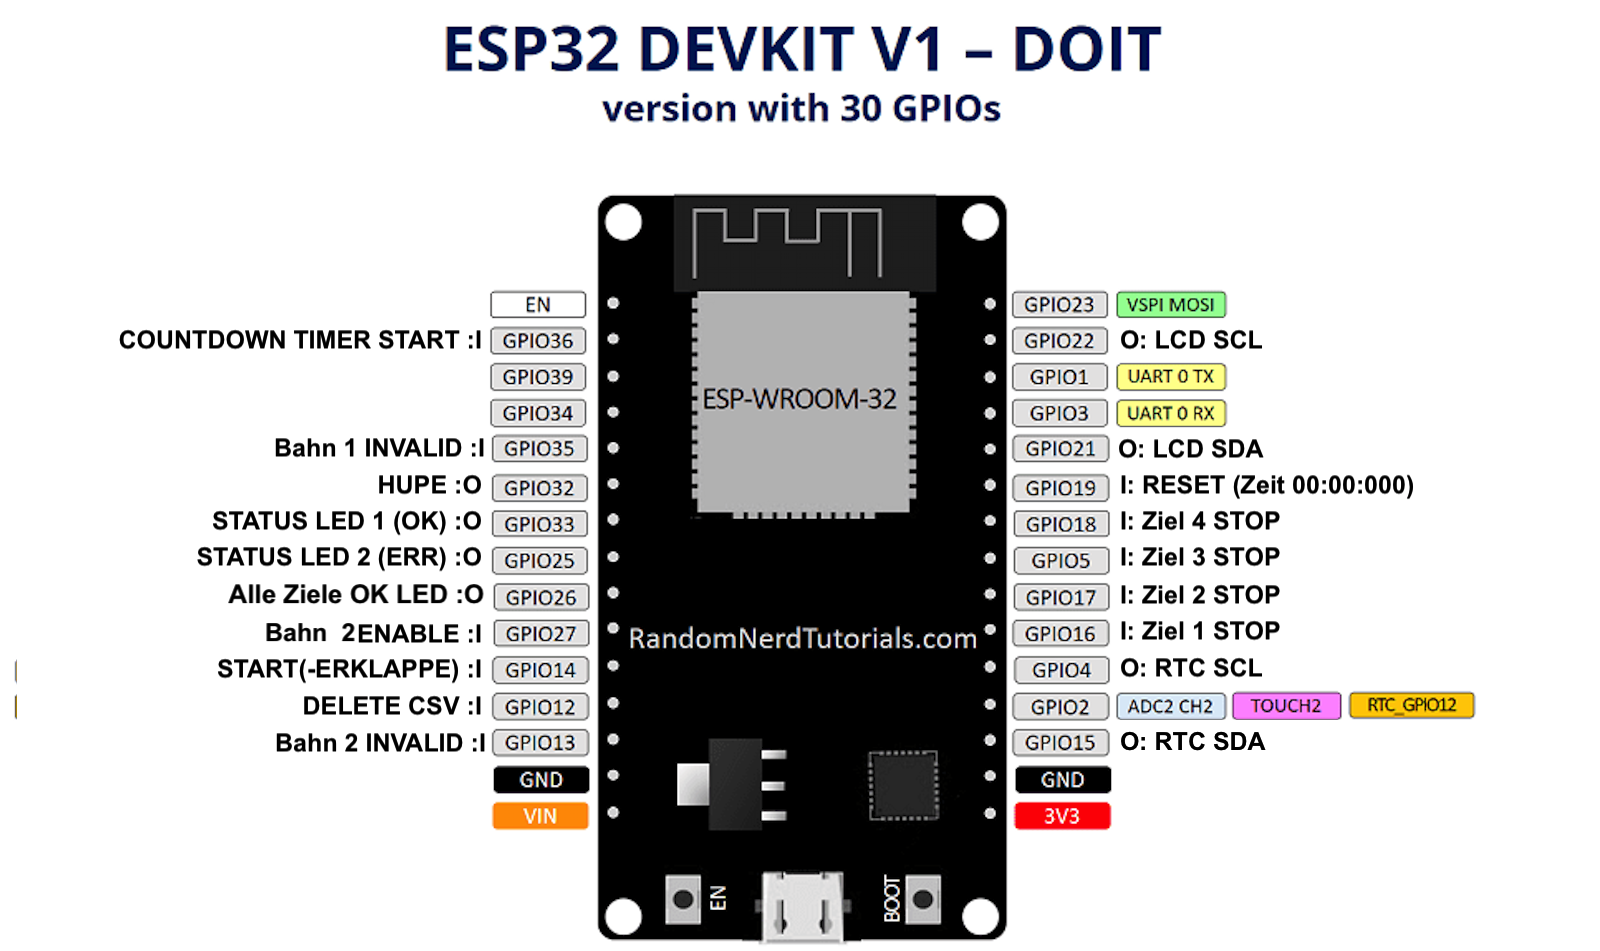 ESP32 DEVKIT V1 – DOIT
version with 30 GPIOs
EN
COUNTDOWN TIMER START :I GPIO36
GPIO39
GPIO34
Bahn 1 INVALID :I GPIO35
HUPE :O GPIO32
STATUS LED 1 (OK) :O GPIO33
STATUS LED 2 (ERR) :O GPIO25
Alle Ziele OK LED :O GPIO26
Bahn 2ENABLE :I GPIO27
START(-ERKLAPPE) :I GPIO14
DELETE CSV :I GPIO12
Bahn 2 INVALID :I GPIO13
GND
VIN
ESP-WROOM-32
RandomNerdTutorials.com
EN
BOOT
GPIO23 VSPI MOSI
GPIO22 O: LCD SCL
GPIO1 UART 0 TX
GPIO3 UART 0 RX
GPIO21 O: LCD SDA
GPIO19 I: RESET (Zeit 00:00:000)
GPIO18 I: Ziel 4 STOP
GPIO5 I: Ziel 3 STOP
GPIO17 I: Ziel 2 STOP
GPIO16 I: Ziel 1 STOP
GPIO4 O: RTC SCL
GPIO2 ADC2 CH2 TOUCH2 RTC_GPIO12
GPIO15 O: RTC SDA
GND
3V3